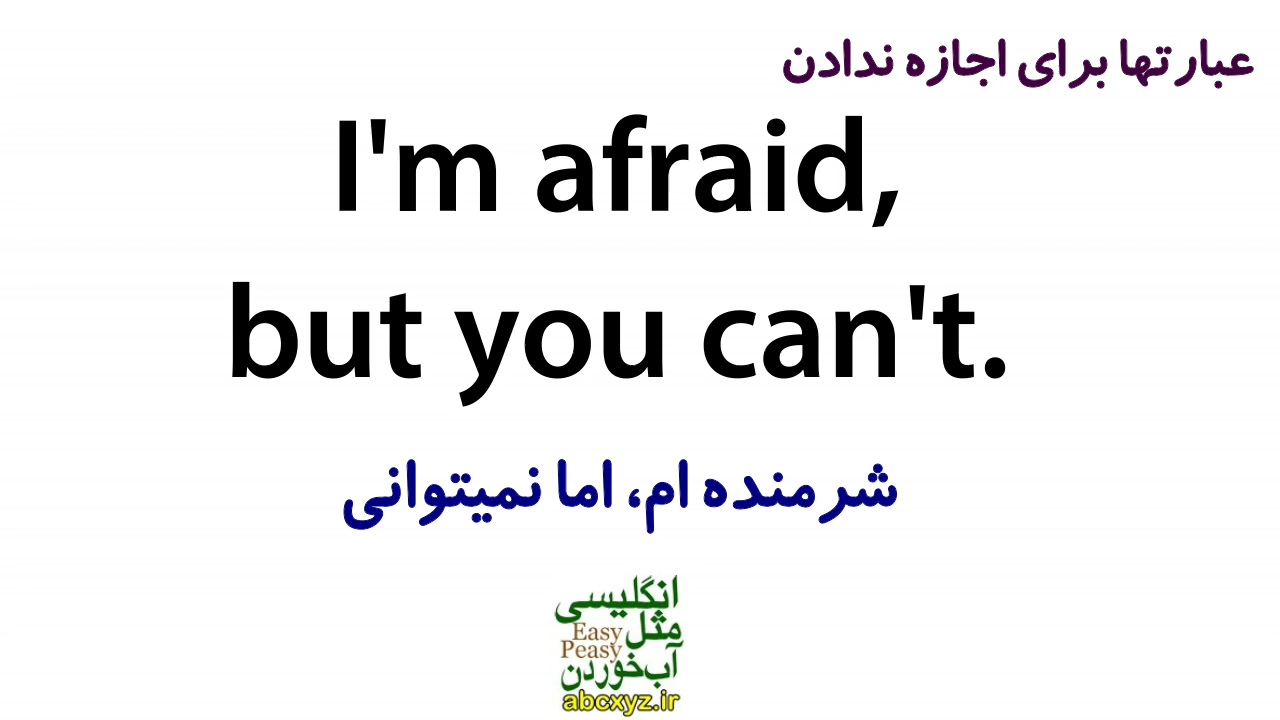 عبارتها برای اجازه ندادن
I'm afraid,
but you can't.
شرمنده ام، اما نمیتوانی
انگلیسی
مثل
Easy
Peasy
آب‌خوردن
abcxyz.ir